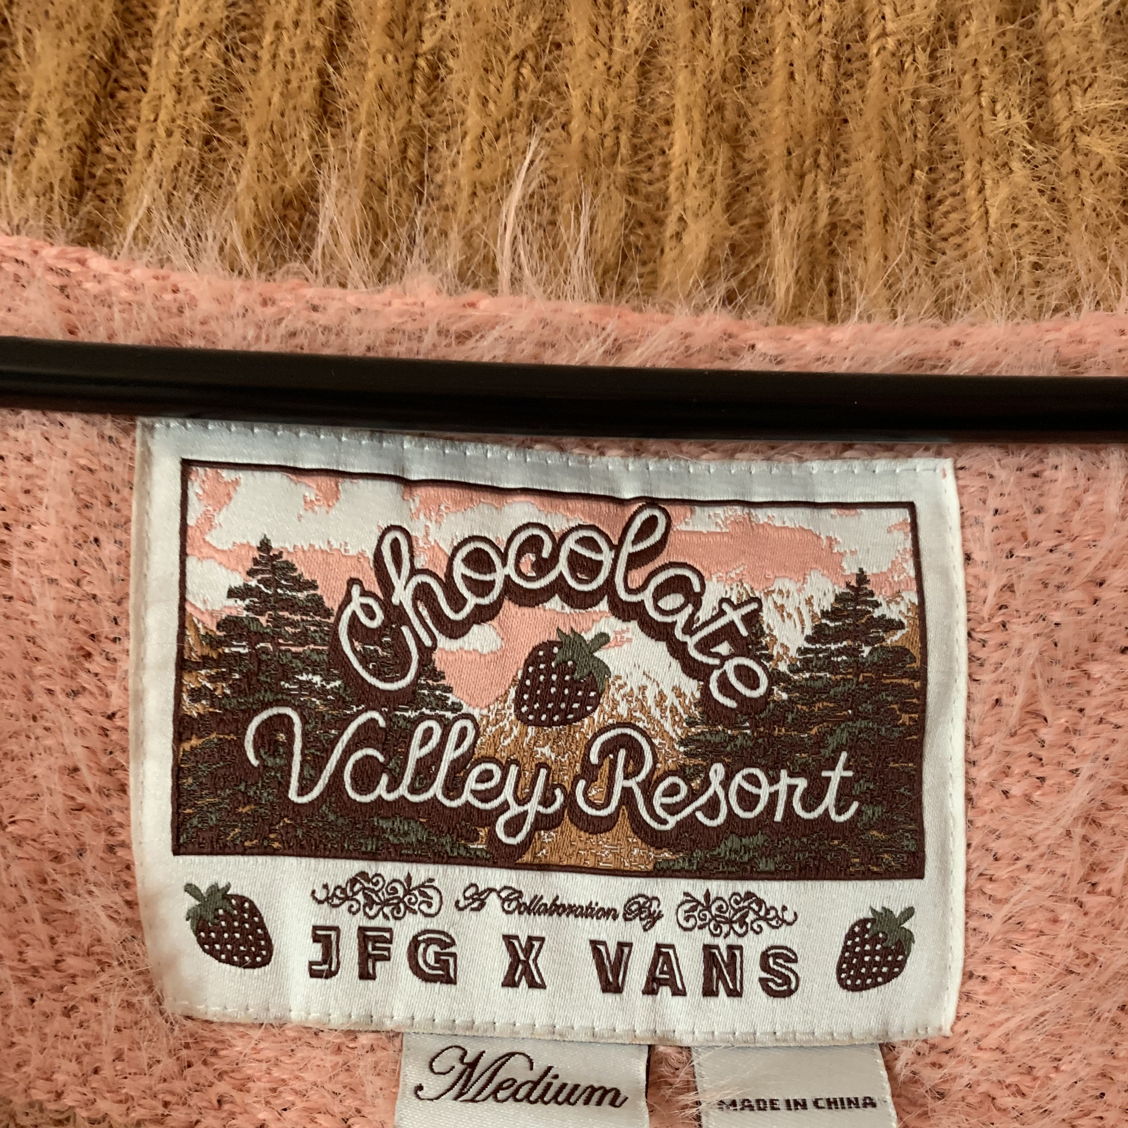 Chocolate
Valley Resort
A Collaboration By
JFG X VANS
Medium
MADE IN CHINA